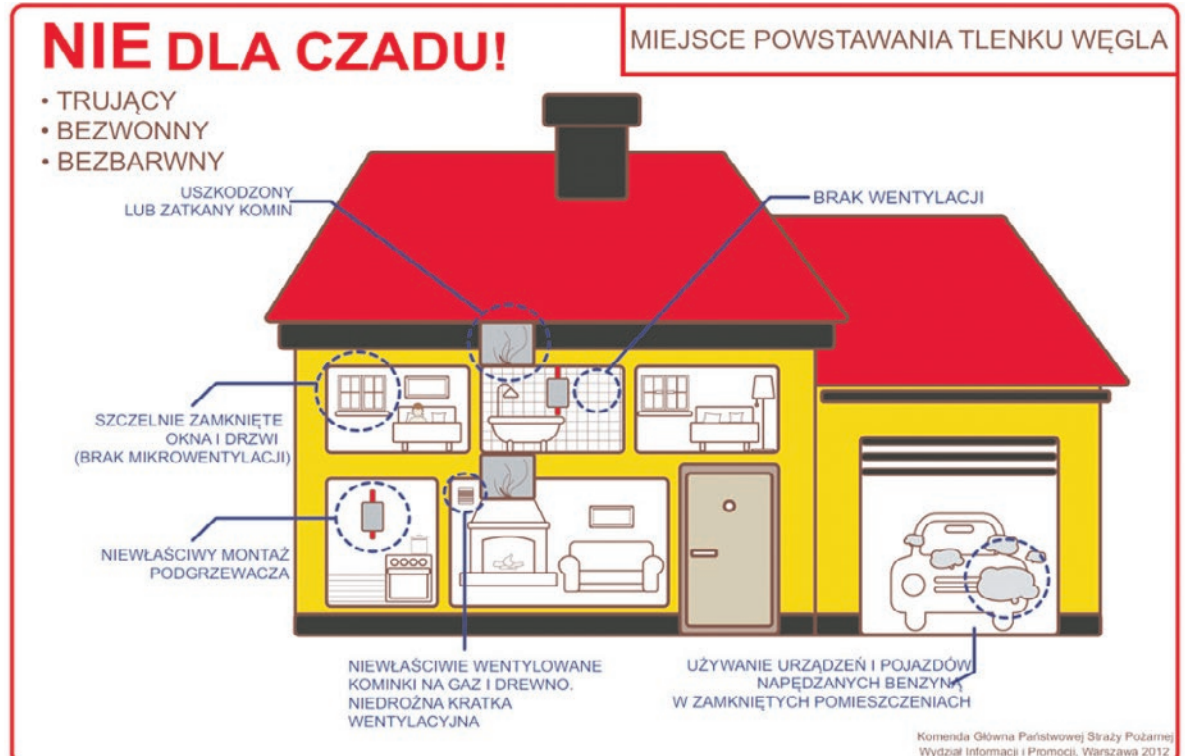 NIE DLA CZADU!
MIEJSCE POWSTAWANIA TLENKU WĘGLA
• TRUJĄCY
• BEZWONNY
• BEZBARWNY
USZKODZONY
LUB ZATKANY KOMIN
BRAK WENTYLACJI
SZCZELNIE ZAMKNIĘTE
OKNA I DRZWI
(BRAK MIKROWENTYLACJI)
NIEWŁAŚCIWY MONTAŻ
PODGRZEWACZA
NIEWŁAŚCIWIE WENTYLOWANE
KOMINKI NA GAZ I DREWNO.
NIEDROŻNA KRATKA
WENTYLACYJNA
UŻYWANIE URZĄDZEŃ I POJAZDÓW
NAPĘDZANYCH BENZYNĄ
W ZAMKNIĘTYCH POMIESZCZENIACH
Komenda Główna Państwowej Straży Pożarnej
Wydział Informacji i Promocji, Warszawa 2012